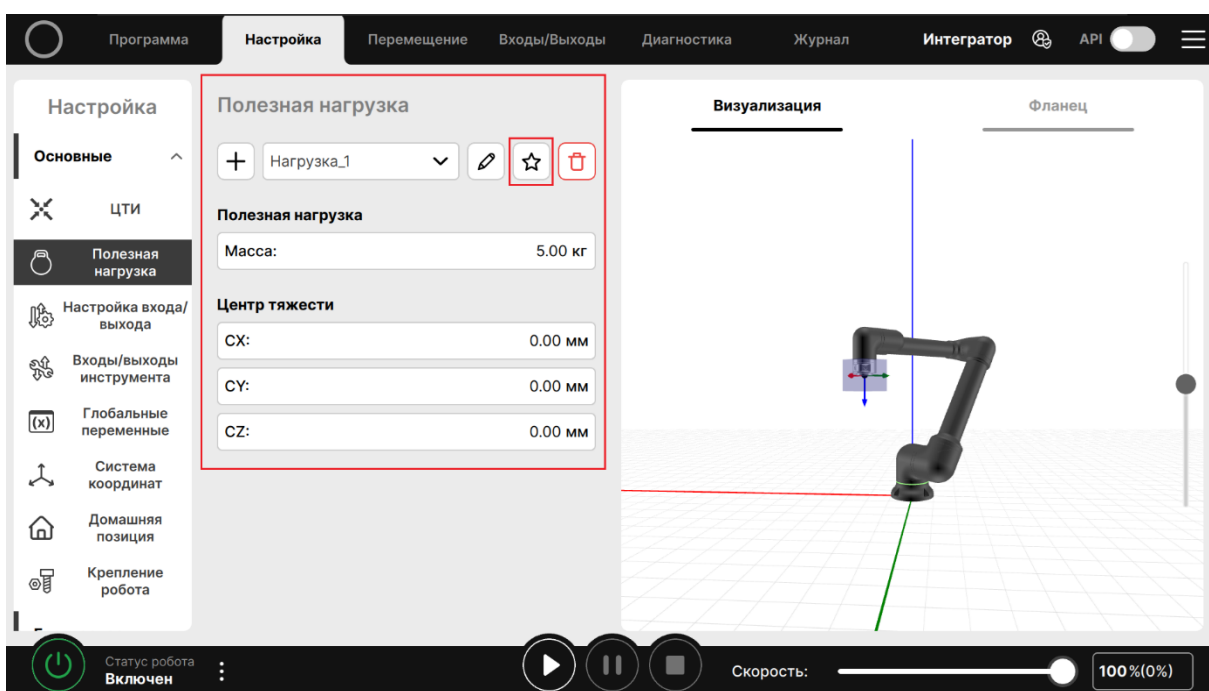 Программа
Настройка
Перемещение
Входы/Выходы
Диагностика
Журнал
Интегратор
API
Настройка
Основные
ЦТИ
Полезная
нагрузка
Настройка входа/
выхода
Входы/выходы
инструмента
(x)
Глобальные
переменные
Система
координат
Домашняя
позиция
Крепление
робота
Полезная нагрузка
Нагрузка_1
Полезная нагрузка
Масса: 5.00 кг
Центр тяжести
CX: 0.00 мм
CY: 0.00 мм
CZ: 0.00 мм
Визуализация
Фланец
Статус робота
Включен
Скорость:
100%(0%)